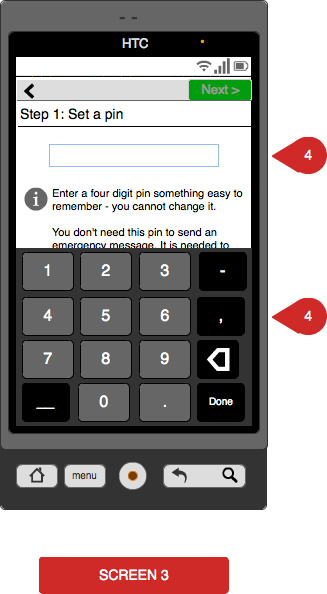 HTC
Next >
Step 1: Set a pin
4
Enter a four digit pin something easy to
remember - you cannot change it.
You don't need this pin to send an
emergency message. It is needed to
1 2 3 -
4 5 6 ,
4
7 8 9
__ 0 . Done
menu
SCREEN 3